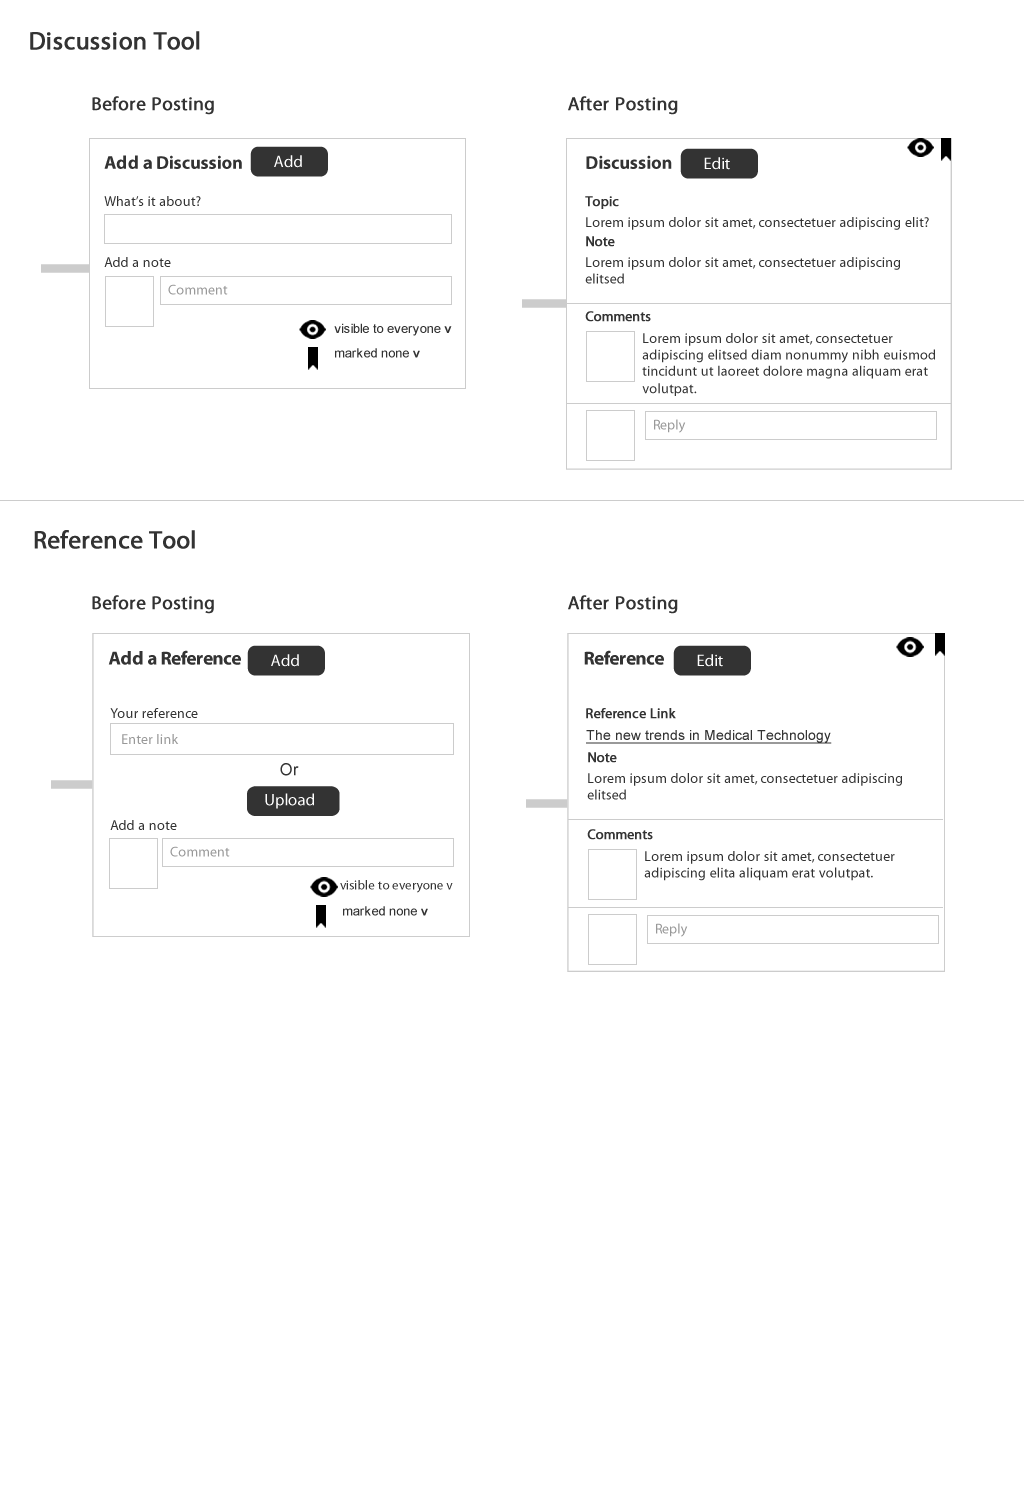 Discussion Tool
Before Posting
Add a Discussion
Add
What's it about?
Add a note
Comment
visible to everyone v
marked none v
After Posting
Discussion
Edit
Topic
Lorem ipsum dolor sit amet, consectetuer adipiscing elit?
Note
Lorem ipsum dolor sit amet, consectetuer adipiscing
elitsed
Comments
Lorem ipsum dolor sit amet, consectetuer
adipiscing elitsed diam nonummy nibh euismod
tincidunt ut laoreet dolore magna aliquam erat
volutpat.
Reply
Reference Tool
Before Posting
Add a Reference
Add
Your reference
Enter link
Or
Upload
Add a note
Comment
visible to everyone v
marked none v
After Posting
Reference
Edit
Reference Link
The new trends in Medical Technology
Note
Lorem ipsum dolor sit amet, consectetuer adipiscing
elitsed
Comments
Lorem ipsum dolor sit amet, consectetuer
adipiscing elita aliquam erat volutpat.
Reply